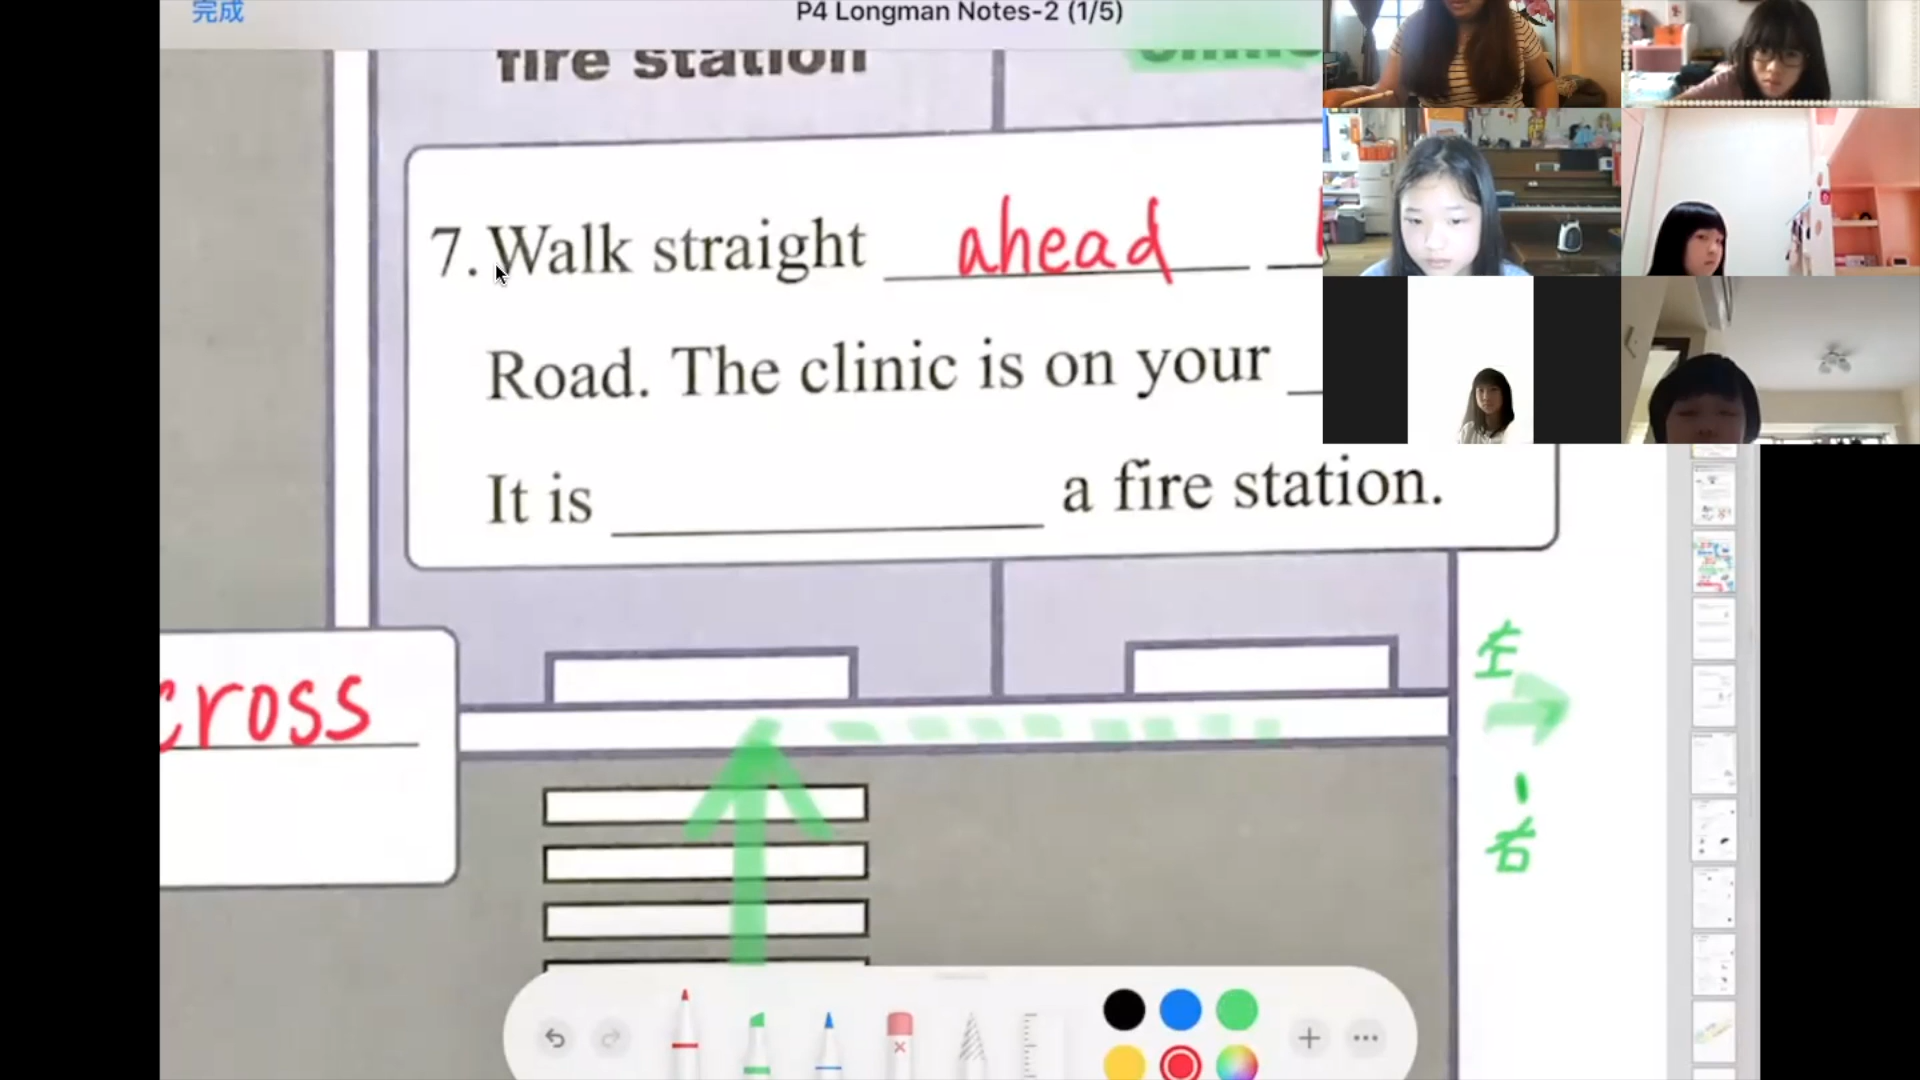 完成
P4 Longman Notes-2 (1/5)
fire station
7. Walk straight ahead
Road. The clinic is on your
It is ____ a fire station.
cross
左
右